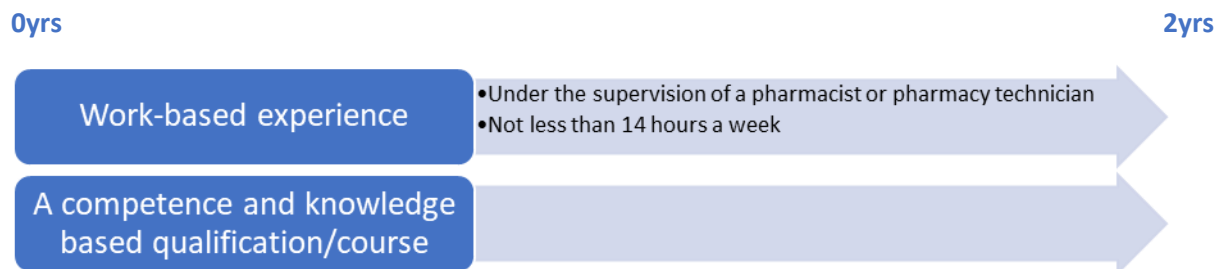 0yrs
2yrs
Work-based experience
•Under the supervision of a pharmacist or pharmacy technician
•Not less than 14 hours a week
A competence and knowledge
based qualification/course